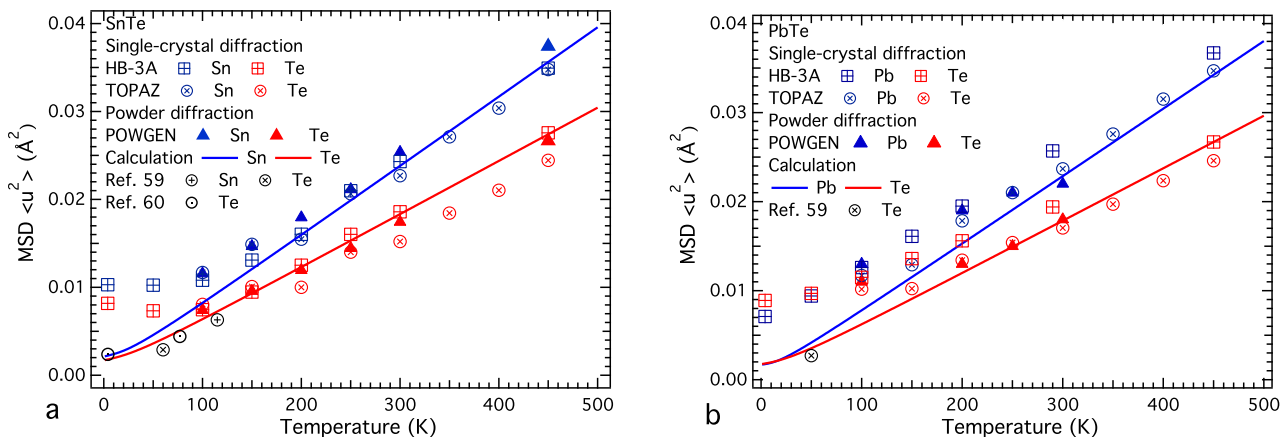 SnTe
Single-crystal diffraction
HB-3A Sn Te
TOPAZ Sn Te
Powder diffraction
POWGEN Sn Te
Calculation Sn Te
Ref. 59 Sn Te
Ref. 60 Te
MSD <u²> (Å²)
0.04
0.03
0.02
0.01
0.00
0 100 200 300 400 500
Temperature (K)
a
PbTe
Single-crystal diffraction
HB-3A Pb Te
TOPAZ Pb Te
Powder diffraction
POWGEN Pb Te
Calculation
Pb Te
Ref. 59 Te
MSD <u²> (Å²)
0.04
0.03
0.02
0.01
0.00
0 100 200 300 400 500
Temperature (K)
b